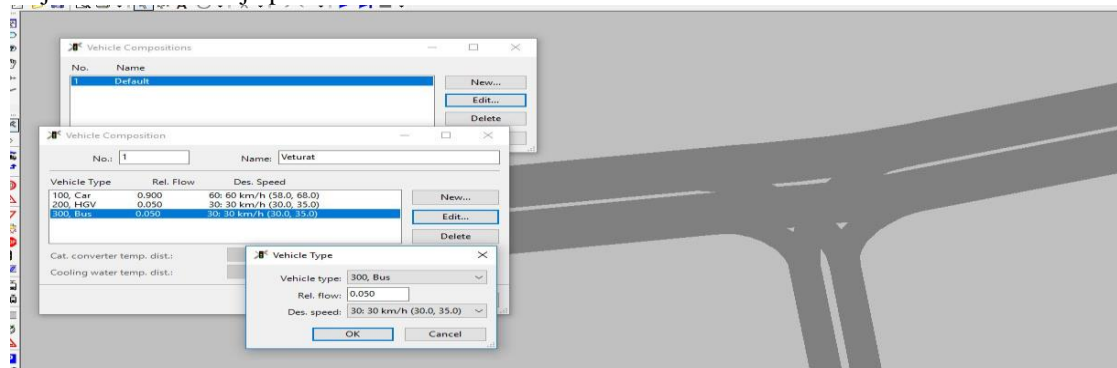 Vehicle Compositions
No. Name
1 Default
New...
Edit...
Delete
Vehicle Composition
No.: 1 Name: Veturat
Vehicle Type Rel. Flow Des. Speed
100, Car 0.900 60: 60 km/h (58.0, 68.0)
200, HGV 0.050 30: 30 km/h (30.0, 35.0)
300, Bus 0.050 30: 30 km/h (30.0, 35.0)
New...
Edit...
Delete
Cat. converter temp. dist.:
Cooling water temp. dist.:
Vehicle Type
Vehicle type: 300, Bus
Rel. flow: 0.050
Des. speed: 30: 30 km/h (30.0, 35.0)
OK Cancel